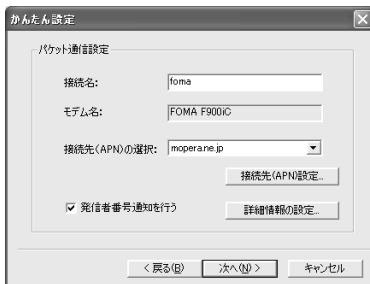 かんたん設定
パケット通信設定
接続名: foma
モデム名: FOMA F900iC
接続先(APN)の選択: mopera.ne.jp
接続先(APN)設定...
発信者番号通知を行う 詳細情報の設定...
< 戻る(B) 次へ(N) > キャンセル